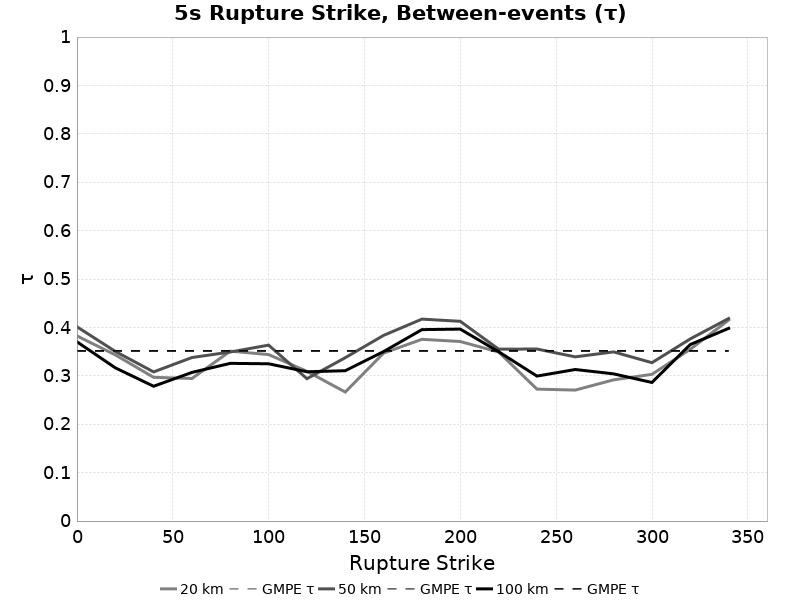 5s Rupture Strike, Between-events (τ)
1
0.9
0.8
0.7
0.6
0.5
0.4
0.3
0.2
0.1
0
τ
0 50 100 150 200 250 300 350
Rupture Strike
20 km GMPE τ 50 km GMPE τ 100 km GMPE τ